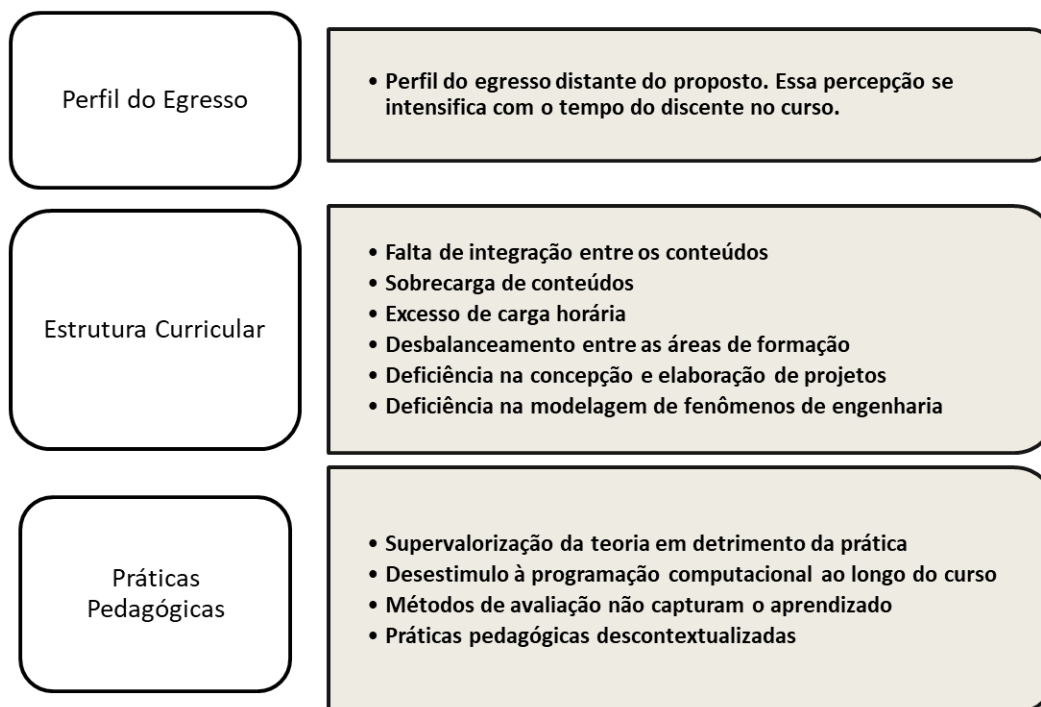 Perfil do Egresso
• Perfil do egresso distante do proposto. Essa percepção se
intensifica com o tempo do discente no curso.
Estrutura Curricular
• Falta de integração entre os conteúdos
• Sobrecarga de conteúdos
• Excesso de carga horária
• Desbalanceamento entre as áreas de formação
• Deficiência na concepção e elaboração de projetos
• Deficiência na modelagem de fenômenos de engenharia
Práticas
Pedagógicas
• Supervalorização da teoria em detrimento da prática
• Desestimulo à programação computacional ao longo do curso
• Métodos de avaliação não capturam o aprendizado
• Práticas pedagógicas descontextualizadas